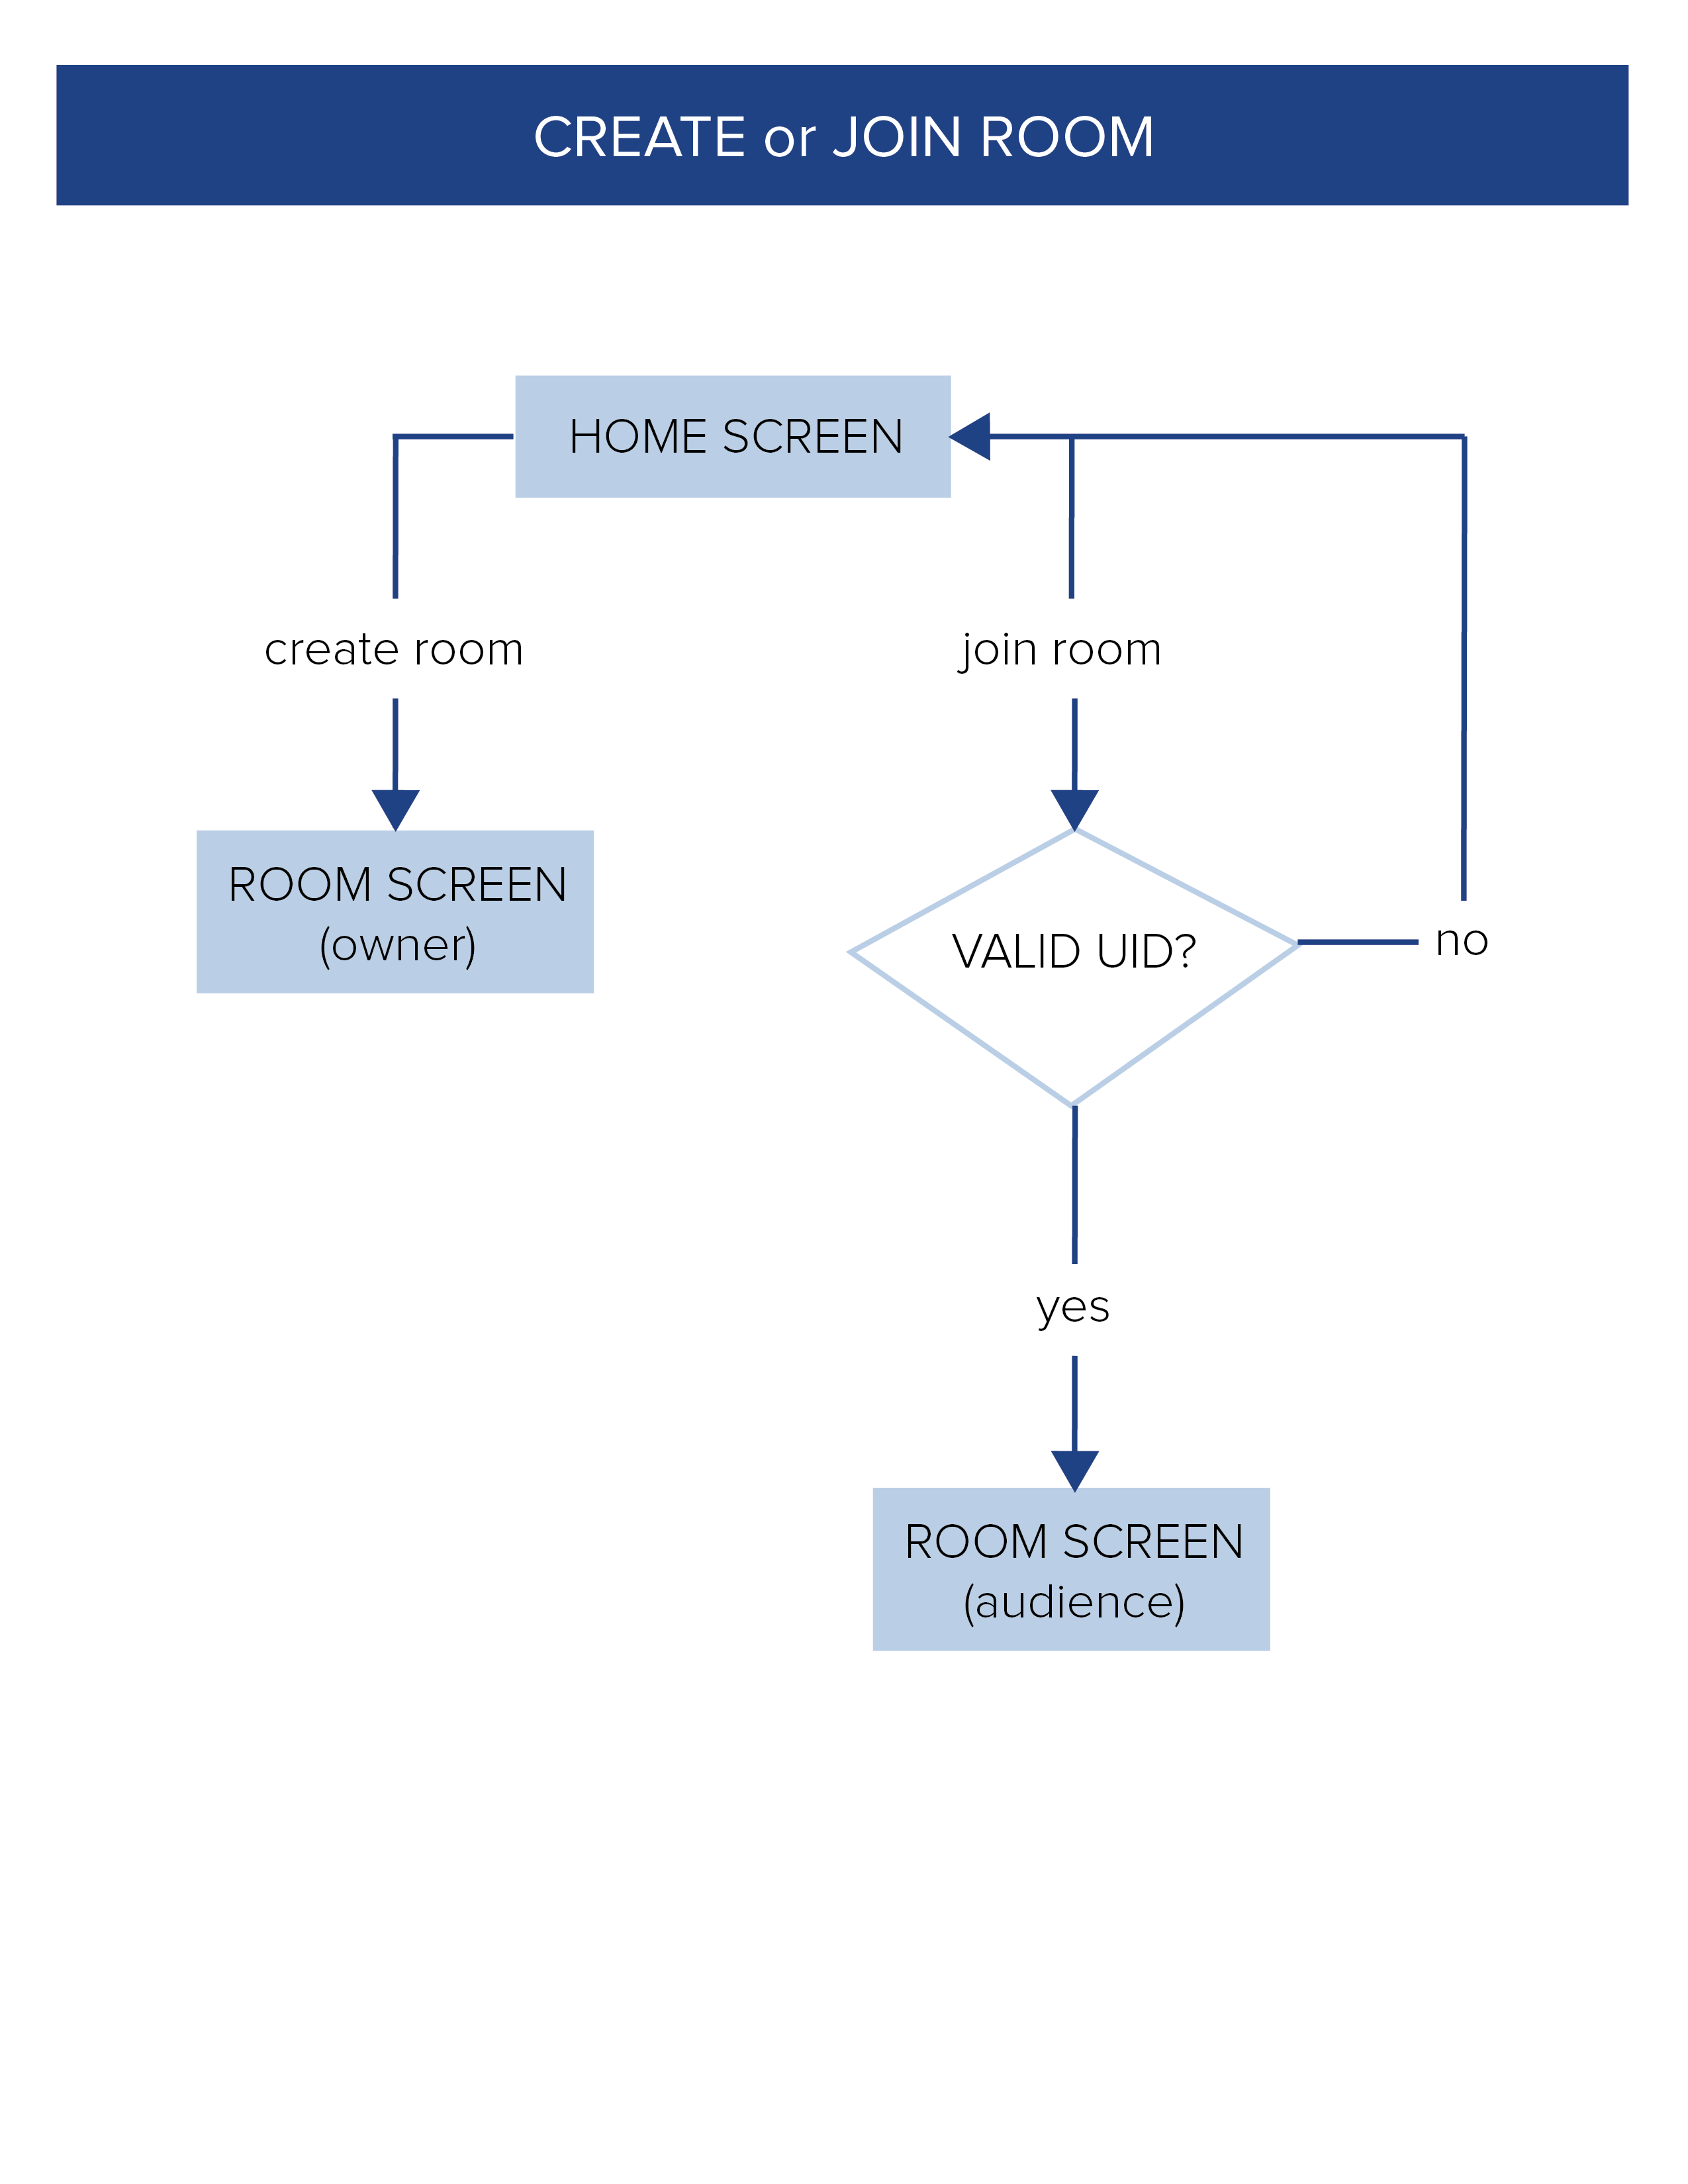 CREATE or JOIN ROOM
HOME SCREEN
create room
join room
ROOM SCREEN
(owner)
VALID UID?
no
yes
ROOM SCREEN
(audience)